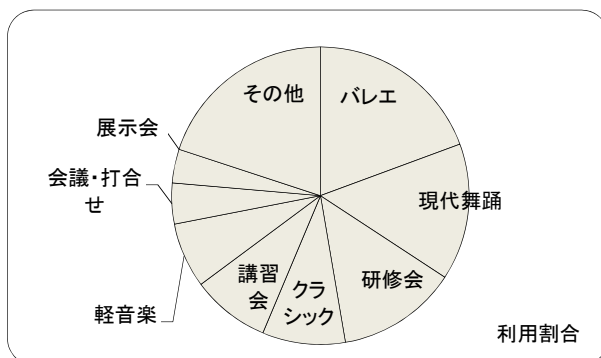 その他
バレエ
展示会
会議・打合
せ
現代舞踊
講習
会
クラ
シック
研修会
軽音楽
利用割合